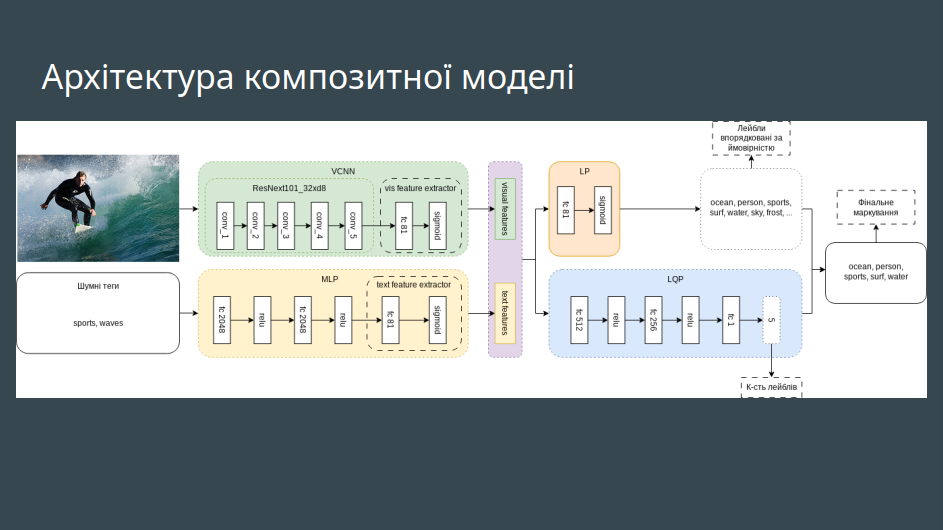 Архітектура композитної моделі
Лейбли
впорядковані за
ймовірністю
VCNN
ResNext101_32xd8
vis feature extractor
conv_1
conv_2
conv_3
conv_4
conv_5
fc 81
sigmoid
visual features
LP
fc 81
sigmoid
ocean, person, sports,
surf, water, sky, frost, ...
Фінальне
маркування
ocean, person,
sports, surf, water
Шумні теги
sports, waves
MLP
text feature extractor
fc 2048
relu
fc 2048
relu
fc 81
sigmoid
text features
LQP
fc 512
relu
fc 256
relu
fc 1
5
К-сть лейблів